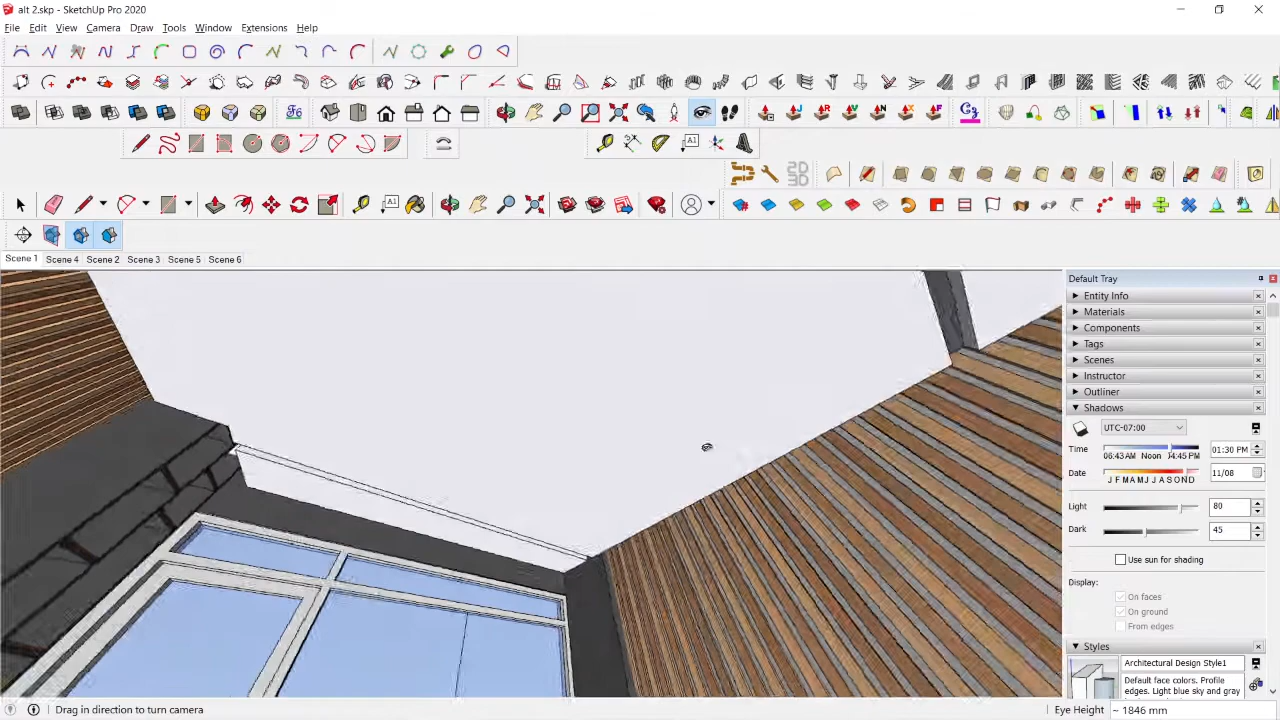 alt 2.skp - SketchUp Pro 2020
File Edit View Camera Draw Tools Window Extensions Help
A1
2D
3D
A1
Scene 1 Scene 4 Scene 2 Scene 3 Scene 5 Scene 6
Default Tray
Entity Info
Materials
Components
Tags
Scenes
Instructor
Outliner
Shadows
UTC-07:00
Time 01:30 PM
06:43 AM Noon 04:45 PM
Date 11/08
J F M A M J J A S O N D
Light 80
Dark 45
Use sun for shading
Display:
On faces
On ground
From edges
Styles
Architectural Design Style1
Default face colors. Profile
edges. Light blue sky and gray
Drag in direction to turn camera
Eye Height ~ 1846 mm